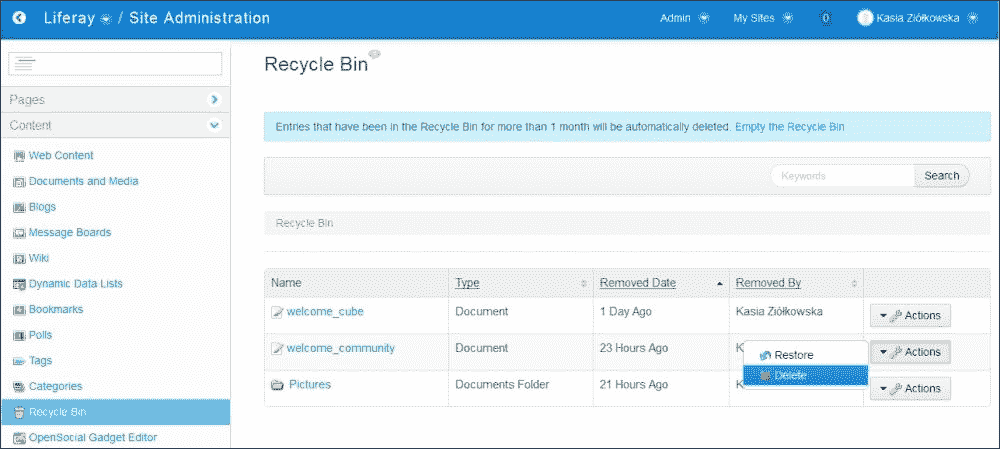 Liferay / Site Administration
Admin My Sites 0 Kasia Ziółkowska
Pages
Content
Web Content
Documents and Media
Blogs
Message Boards
Wiki
Dynamic Data Lists
Bookmarks
Polls
Tags
Categories
Recycle Bin
OpenSocial Gadget Editor
Recycle Bin
Entries that have been in the Recycle Bin for more than 1 month will be automatically deleted. Empty the Recycle Bin
Keywords Search
Recycle Bin
Name Type Removed Date Removed By
welcome_cube Document 1 Day Ago Kasia Ziółkowska Actions
welcome_community Document 23 Hours Ago K Actions
Restore
Delete
Pictures Documents Folder 21 Hours Ago K Actions